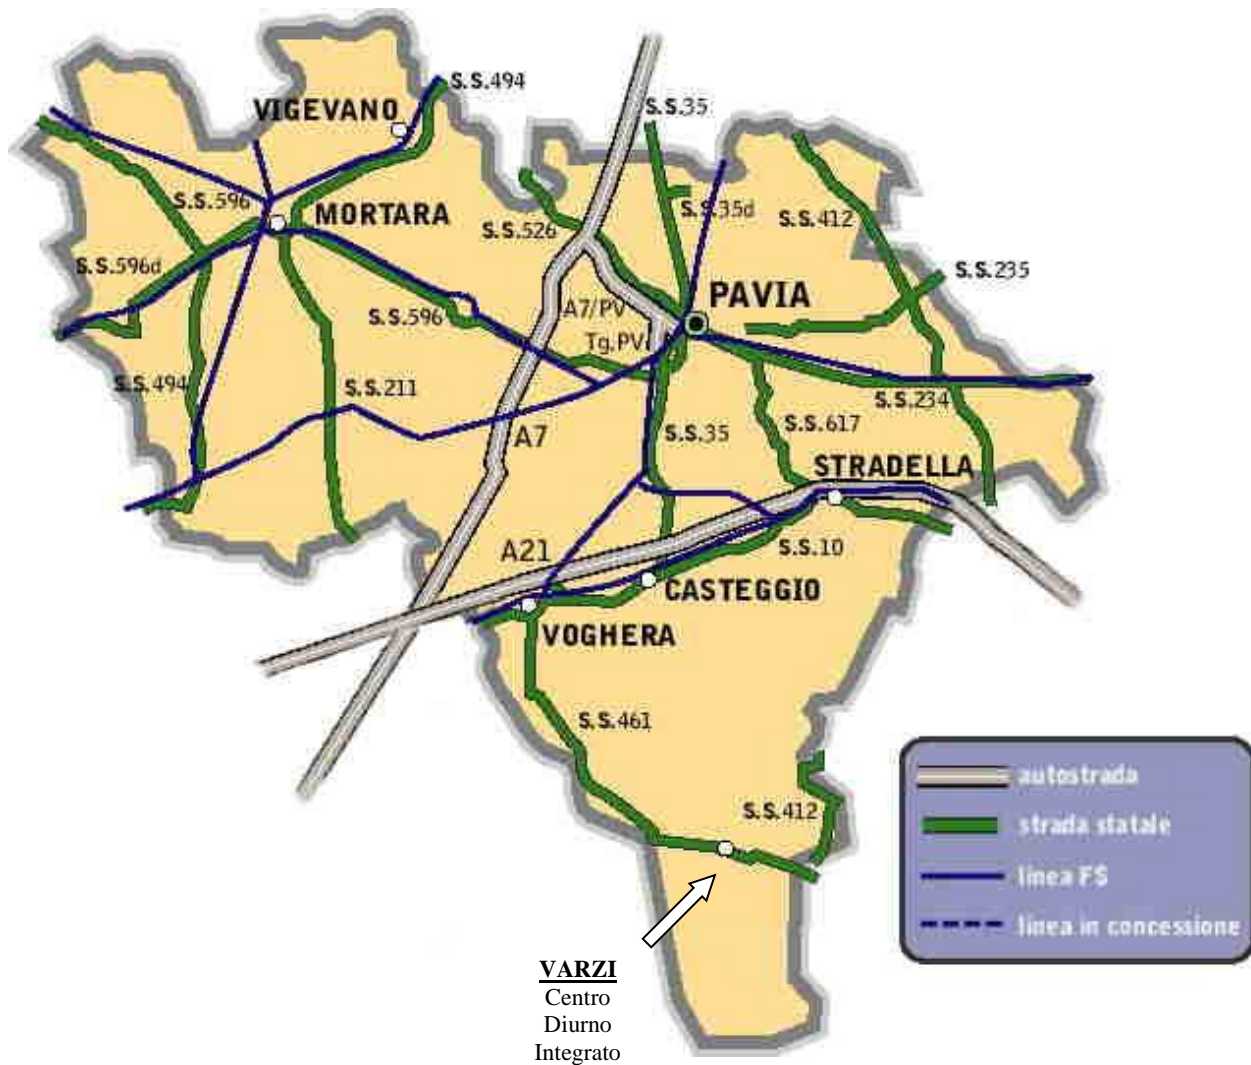 S.S.494
VIGEVANO
S.S.35
S.S.596
MORTARA
S.S.35d
S.S.412
S.S.526
S.S.596d
S.S.235
PAVIA
A7/PV
S.S.596
Tg.PV
S.S.494
S.S.211
S.S.234
S.S.617
A7
S.S.35
STRADELLA
A21
S.S.10
CASTEGGIO
VOGHERA
S.S.461
S.S.412
autostrada
strada statale
linea FS
linea in concessione
VARZI
Centro
Diurno
Integrato